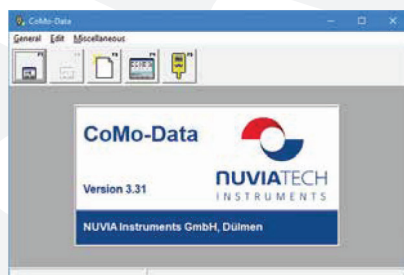 CoMo-Data
General Edit Miscellaneous
CoMo-Data
Version 3.31
NUVIATECH
INSTRUMENTS
NUVIA Instruments GmbH, Dülmen